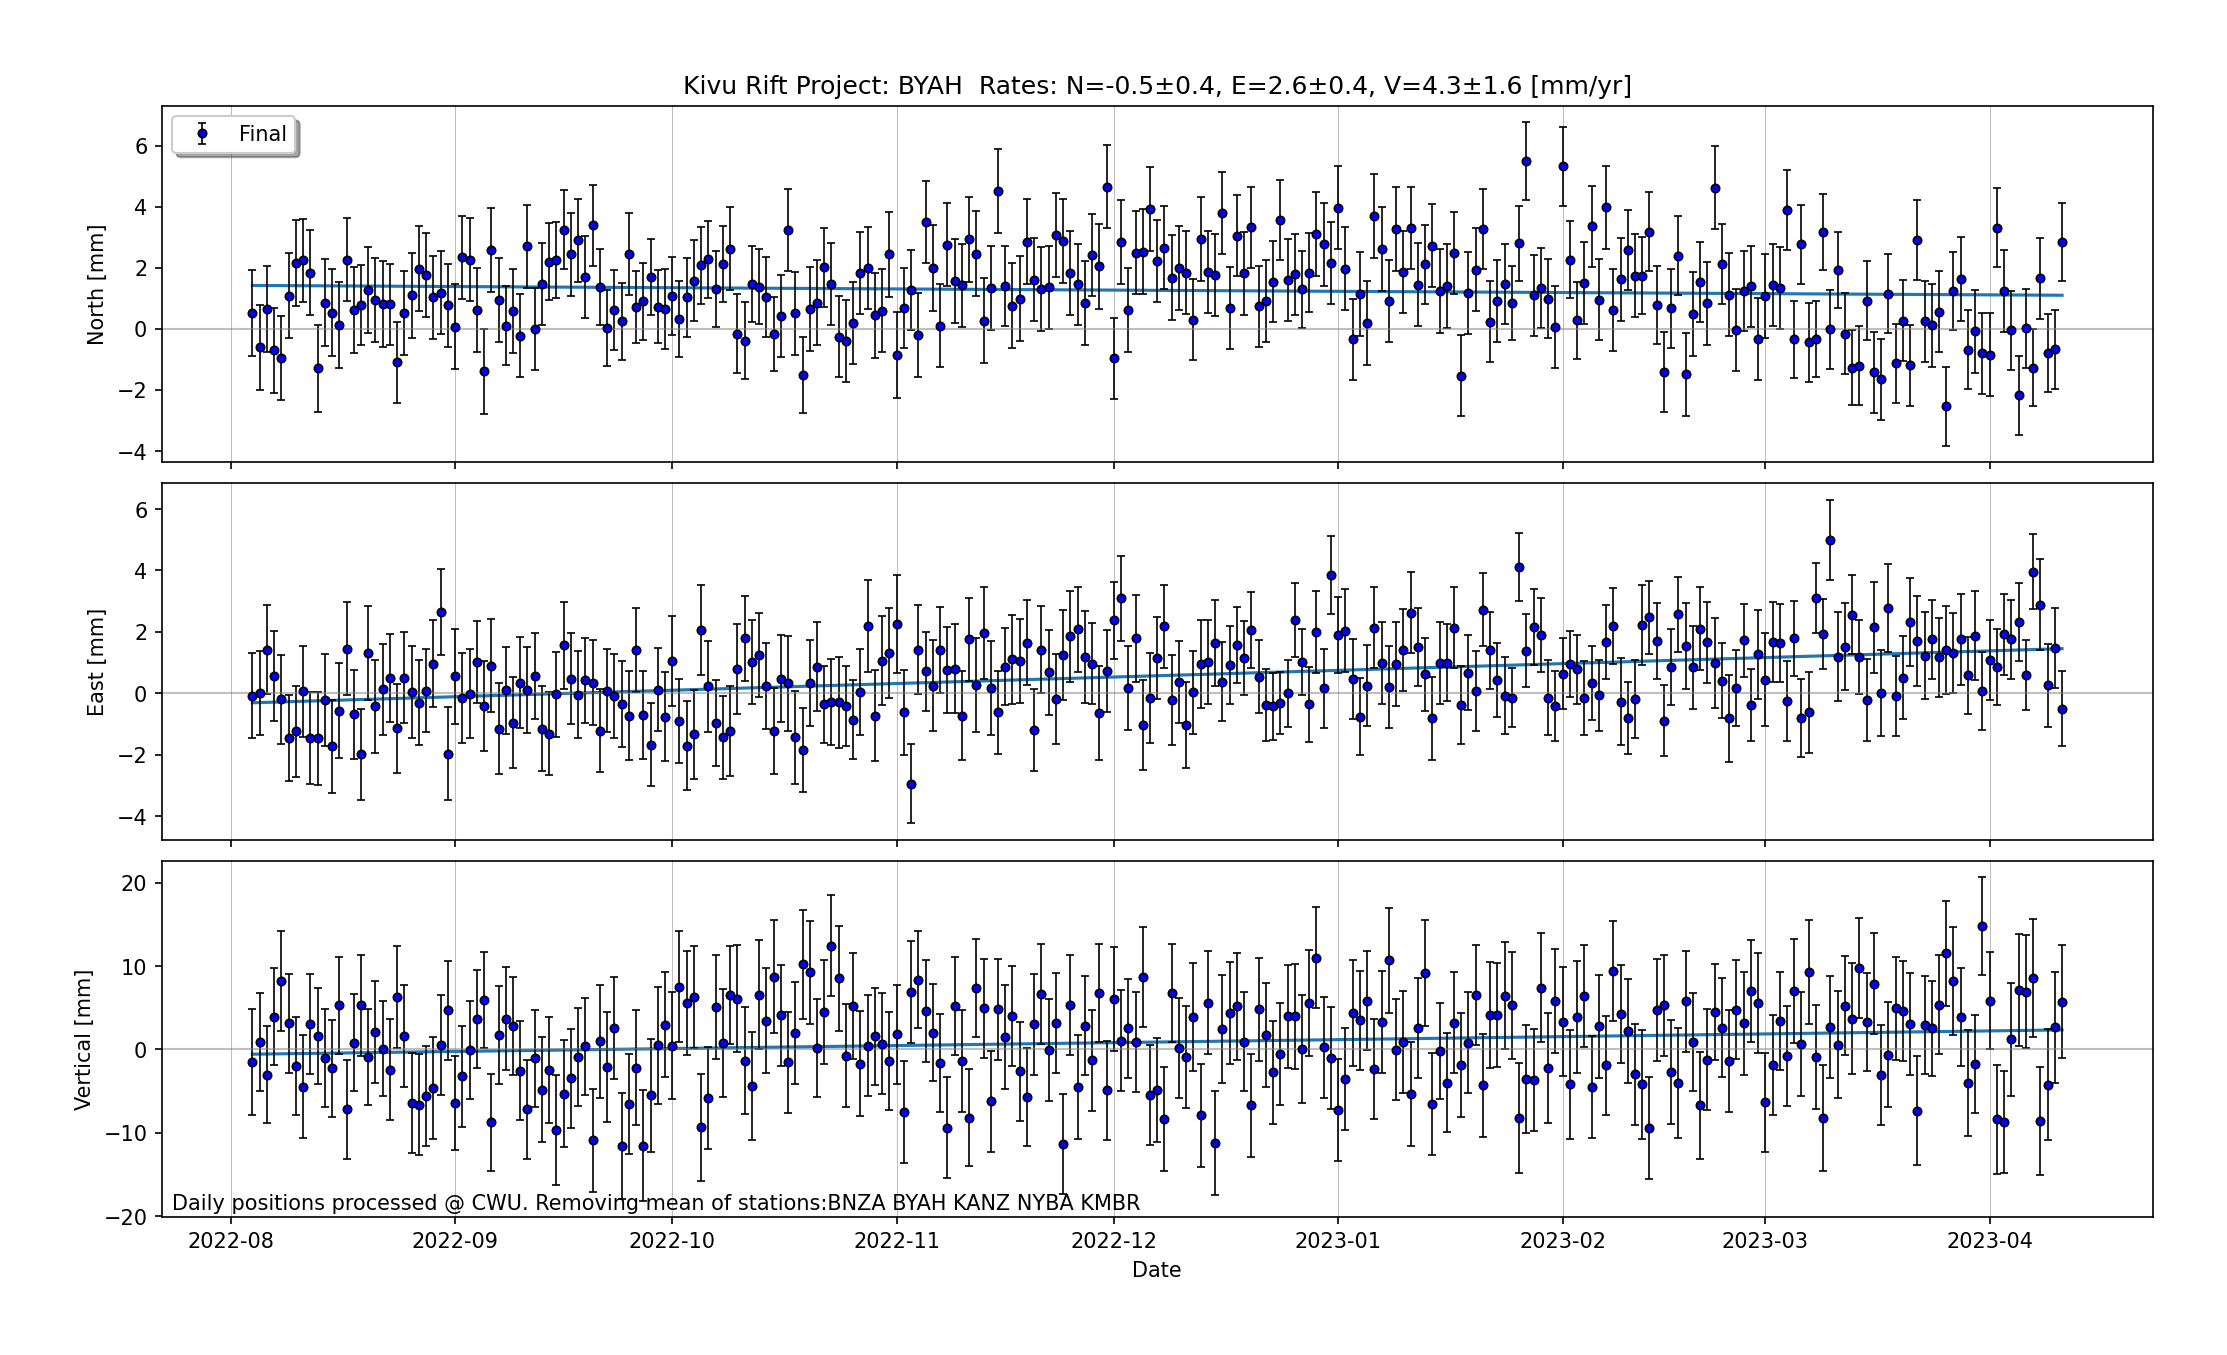 Kivu Rift Project: BYAH  Rates: N=-0.5±0.4, E=2.6±0.4, V=4.3±1.6 [mm/yr]
Final
6
4
2
0
−2
−4
North [mm]
6
4
2
0
−2
−4
East [mm]
20
10
0
−10
−20
Vertical [mm]
Daily positions processed @ CWU. Removing mean of stations:BNZA BYAH KANZ NYBA KMBR
2022-08 2022-09 2022-10 2022-11 2022-12 2023-01 2023-02 2023-03 2023-04
Date